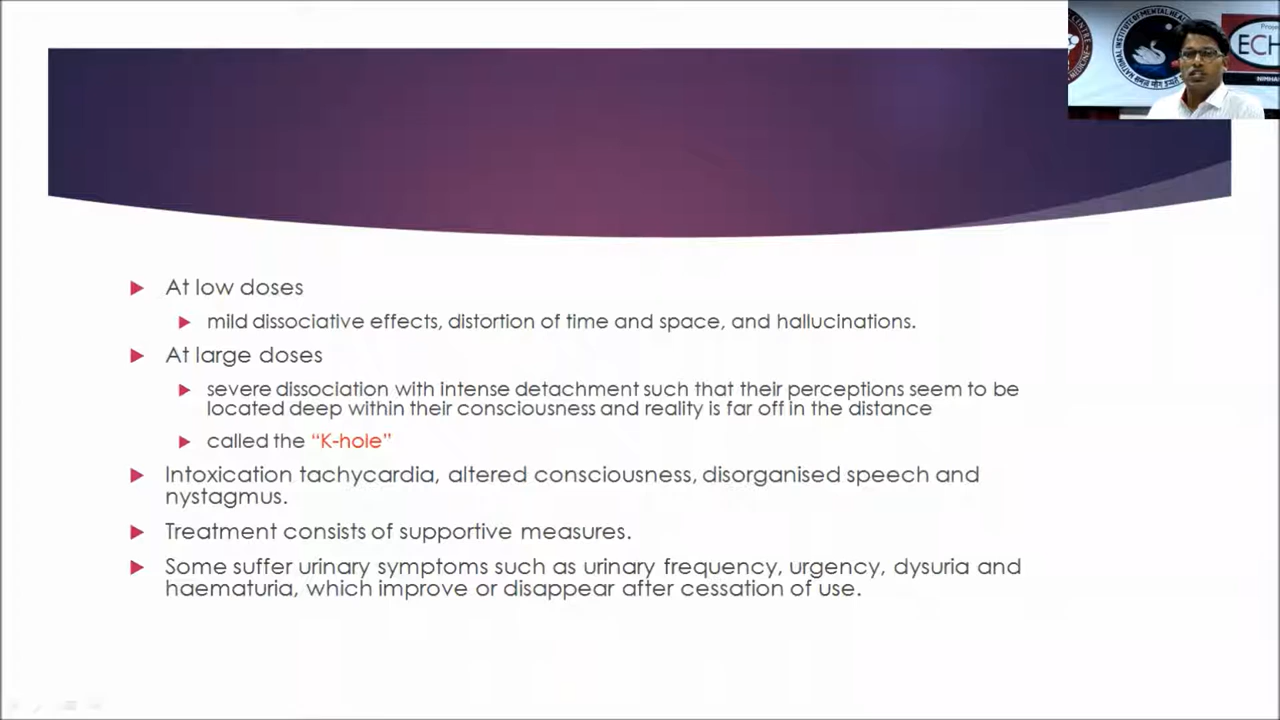 ECH
NIMHA
At low doses
mild dissociative effects, distortion of time and space, and hallucinations.
At large doses
severe dissociation with intense detachment such that their perceptions seem to be
located deep within their consciousness and reality is far off in the distance
called the “K-hole”
Intoxication tachycardia, altered consciousness, disorganised speech and
nystagmus.
Treatment consists of supportive measures.
Some suffer urinary symptoms such as urinary frequency, urgency, dysuria and
haematuria, which improve or disappear after cessation of use.